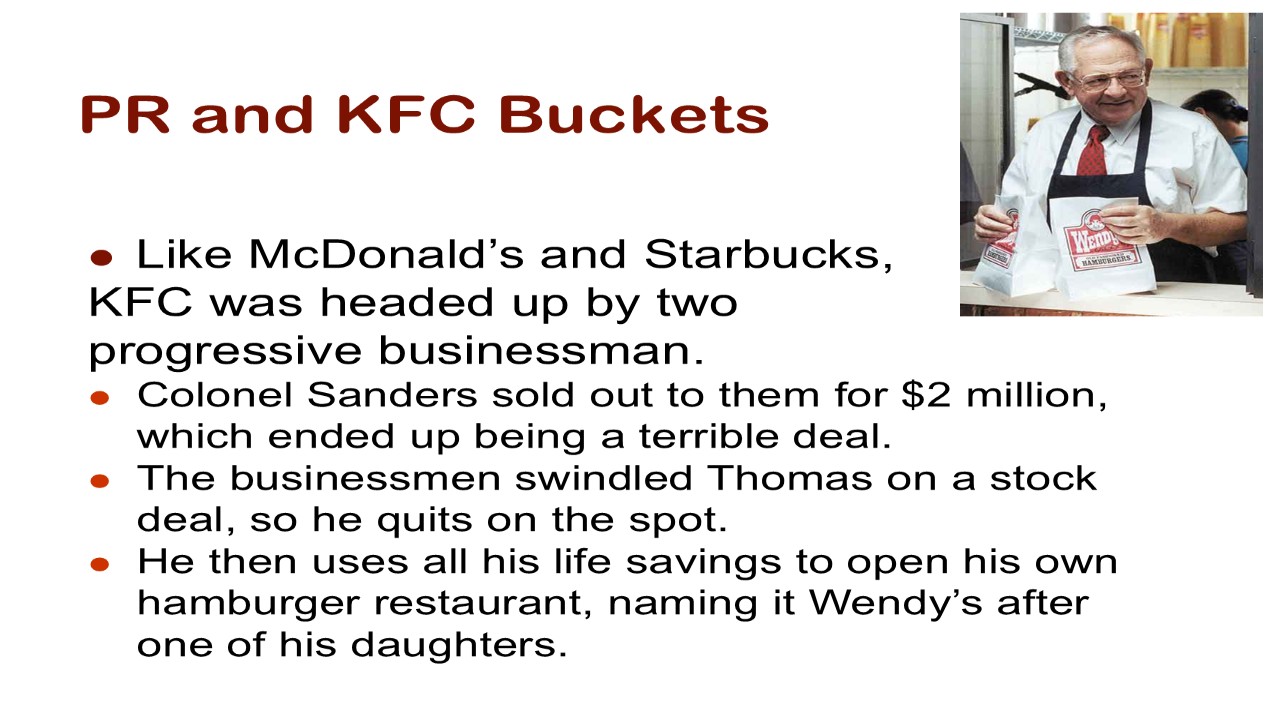 PR and KFC Buckets
• Like McDonald’s and Starbucks,
KFC was headed up by two
progressive businessman.
• Colonel Sanders sold out to them for $2 million,
which ended up being a terrible deal.
• The businessmen swindled Thomas on a stock
deal, so he quits on the spot.
• He then uses all his life savings to open his own
hamburger restaurant, naming it Wendy’s after
one of his daughters.
WENDY
HAMBURGERS